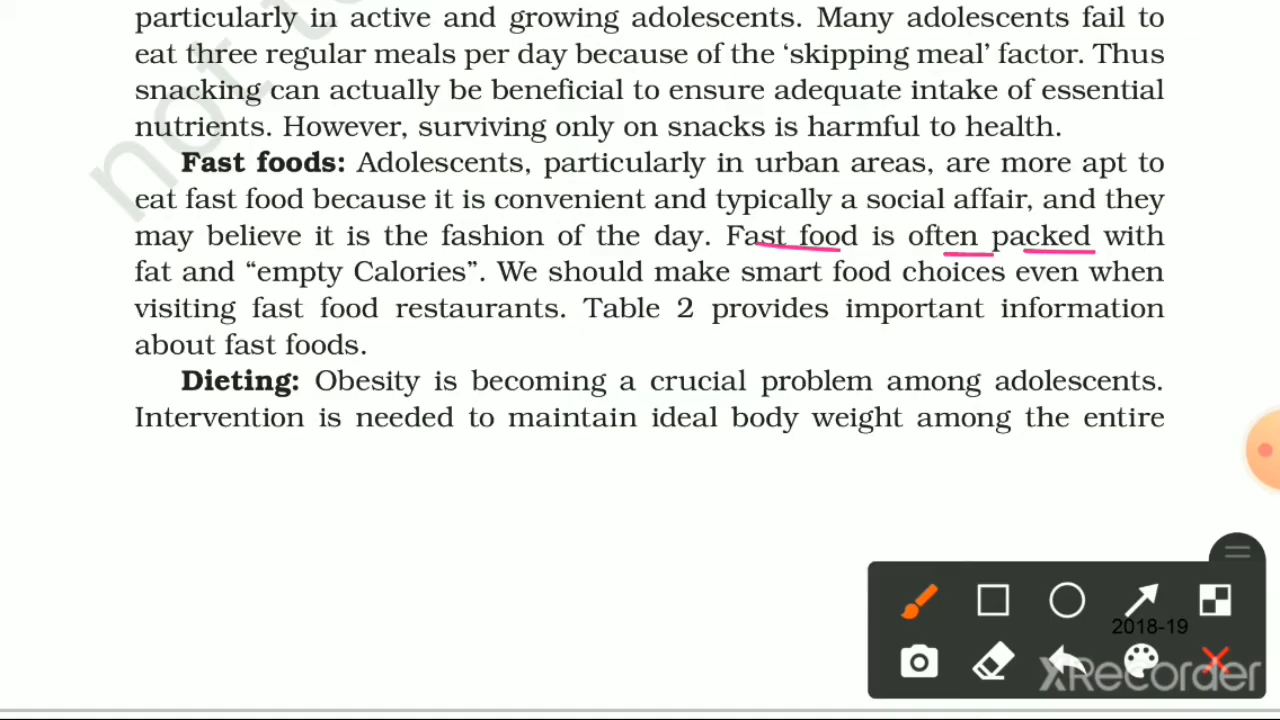 particularly in active and growing adolescents. Many adolescents fail to
eat three regular meals per day because of the ‘skipping meal’ factor. Thus
snacking can actually be beneficial to ensure adequate intake of essential
nutrients. However, surviving only on snacks is harmful to health.
Fast foods: Adolescents, particularly in urban areas, are more apt to
eat fast food because it is convenient and typically a social affair, and they
may believe it is the fashion of the day. Fast food is often packed with
fat and “empty Calories”. We should make smart food choices even when
visiting fast food restaurants. Table 2 provides important information
about fast foods.
Dieting: Obesity is becoming a crucial problem among adolescents.
Intervention is needed to maintain ideal body weight among the entire
2018-19
XRecorder
not